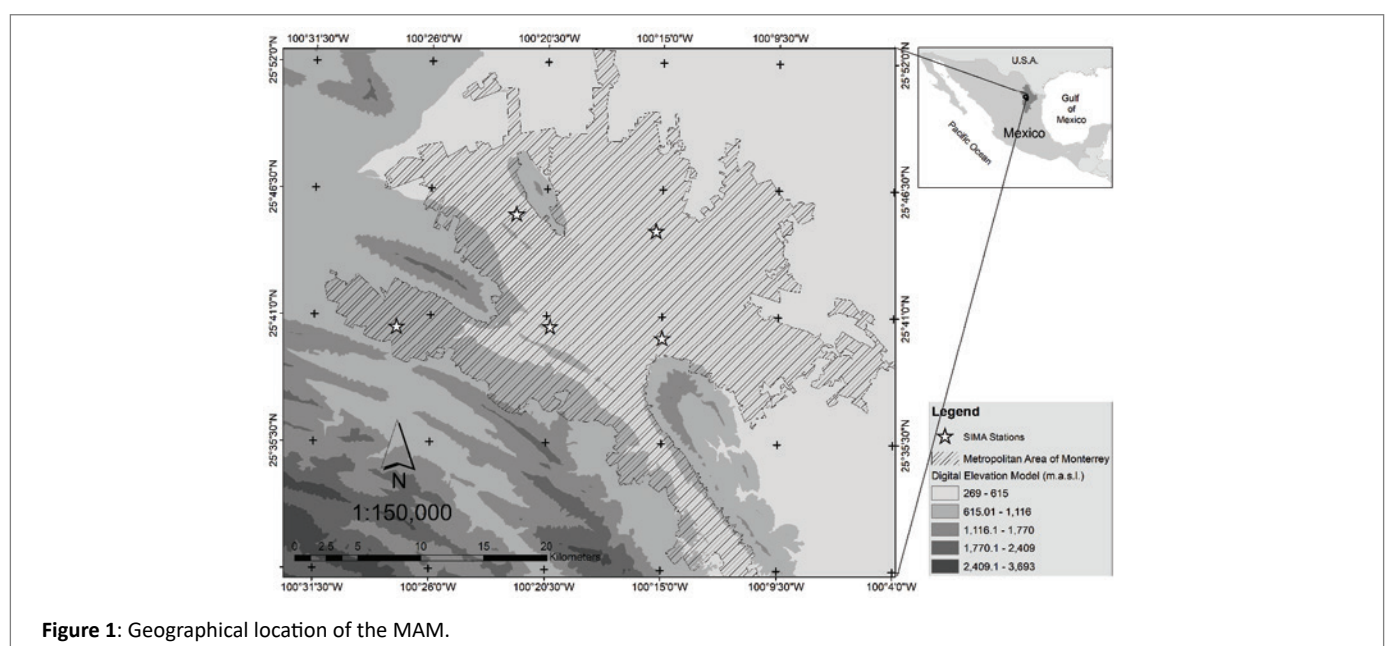 100°31'30"W 100°26'0"W 100°20'30"W 100°15'0"W 100°9'30"W
25°52'0"N
25°46'30"N
25°41'0"N
25°35'30"N
25°52'0"N
25°46'30"N
25°41'0"N
25°35'30"N
U.S.A.
Gulf
of
Mexico
Mexico
Pacific Ocean
N
1:150,000
0 2.5 5 10 15 20
Kilometers
100°31'30"W 100°26'0"W 100°20'30"W 100°15'0"W 100°9'30"W 100°4'0"W
Legend
SIMA Stations
Metropolitan Area of Monterrey
Digital Elevation Model (m.a.s.l.)
269 - 615
615.01 - 1,116
1,116.1 - 1,770
1,770.1 - 2,409
2,409.1 - 3,693
Figure 1: Geographical location of the MAM.